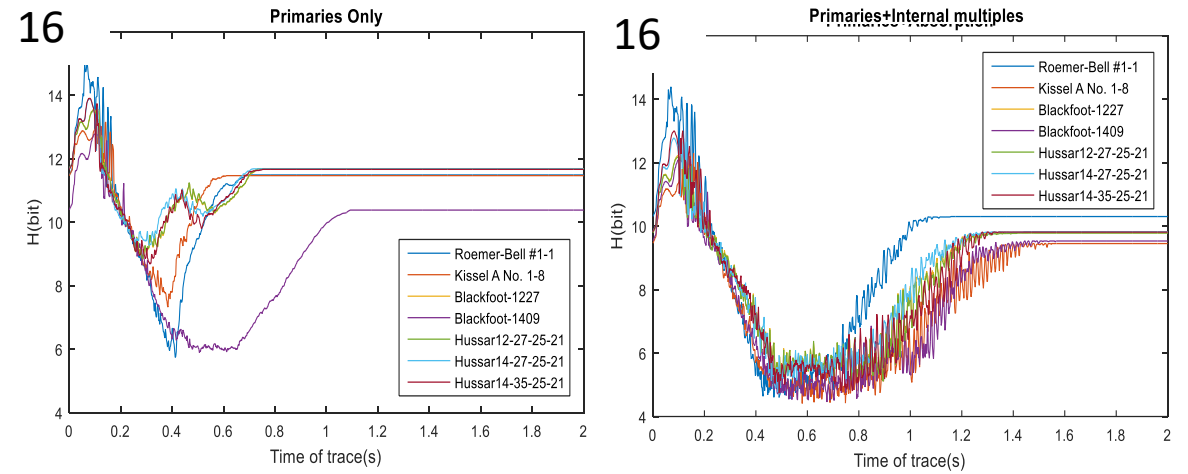 16
Primaries Only
H(bit)
14
12
10
8
6
4
0 0.2 0.4 0.6 0.8 1 1.2 1.4 1.6 1.8 2
Time of trace(s)
Roemer-Bell #1-1
Kissel A No. 1-8
Blackfoot-1227
Blackfoot-1409
Hussar12-27-25-21
Hussar14-27-25-21
Hussar14-35-25-21
16
Primaries+Internal multiples
Primaries+Absorption
H(bit)
14
12
10
8
6
4
0 0.2 0.4 0.6 0.8 1 1.2 1.4 1.6 1.8 2
Time of trace(s)
Roemer-Bell #1-1
Kissel A No. 1-8
Blackfoot-1227
Blackfoot-1409
Hussar12-27-25-21
Hussar14-27-25-21
Hussar14-35-25-21